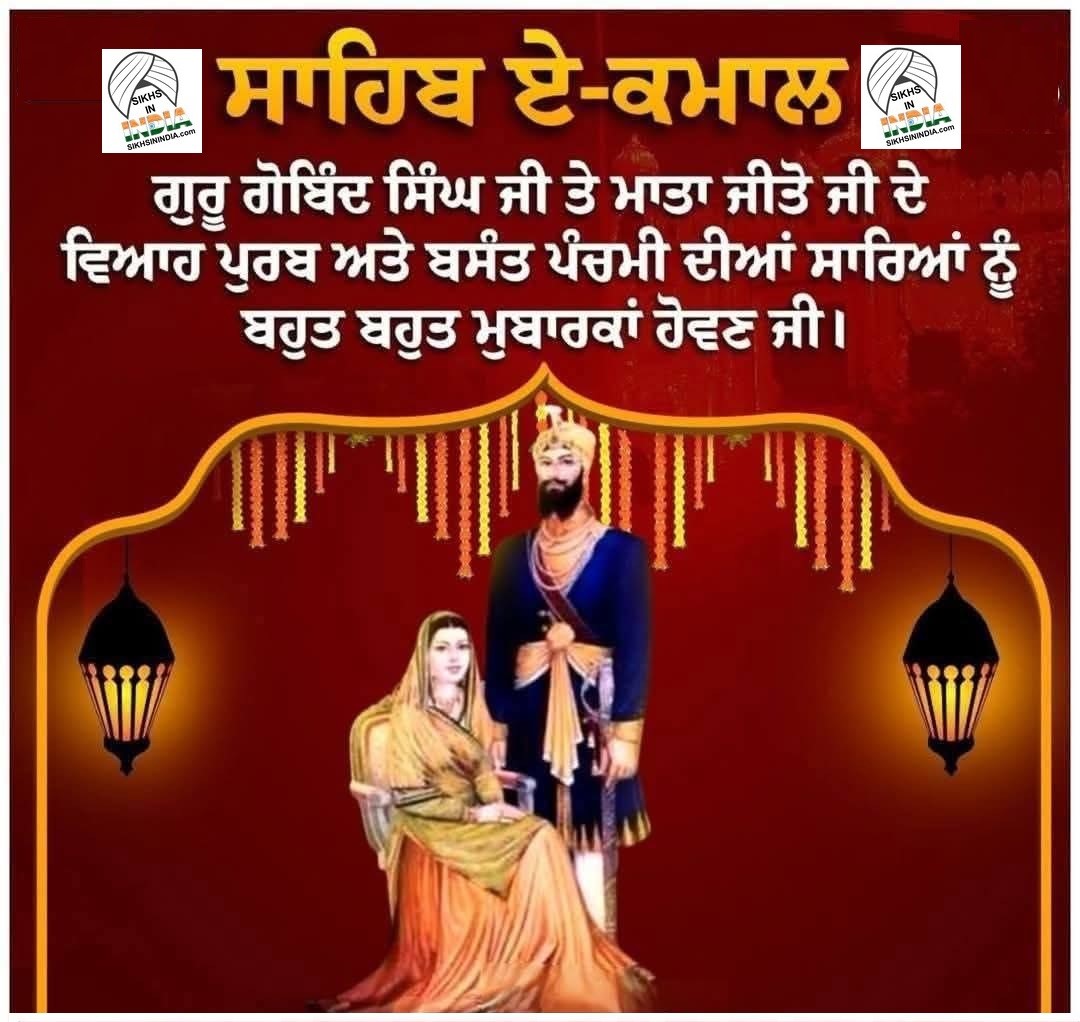 ਸਾਹਿਬ ਏ-ਕਮਾਲ
SIKHS
IN
INDIA
SIKHSININDIA.com
SIKHS
IN
INDIA
SIKHSININDIA.com
ਗੁਰੂ ਗੋਬਿੰਦ ਸਿੰਘ ਜੀ ਤੇ ਮਾਤਾ ਜੀਤੋ ਜੀ ਦੇ
ਵਿਆਹ ਪੁਰਬ ਅਤੇ ਬਸੰਤ ਪੰਚਮੀ ਦੀਆਂ ਸਾਰਿਆਂ ਨੂੰ
ਬਹੁਤ ਬਹੁਤ ਮੁਬਾਰਕਾਂ ਹੋਵਣ ਜੀ।